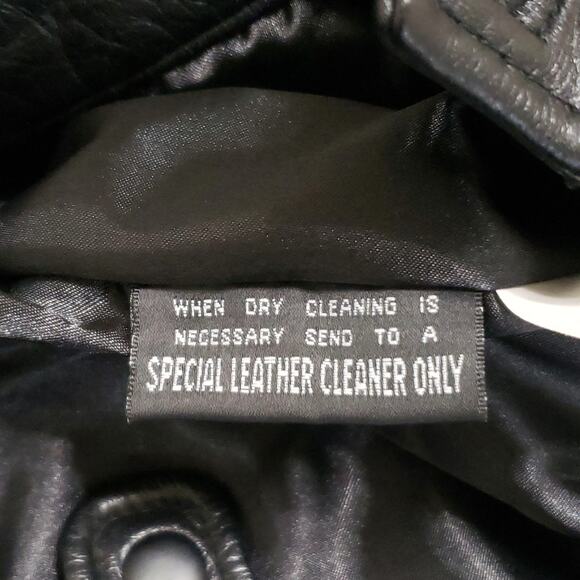 WHEN DRY CLEANING IS
NECESSARY SEND TO A
SPECIAL LEATHER CLEANER ONLY